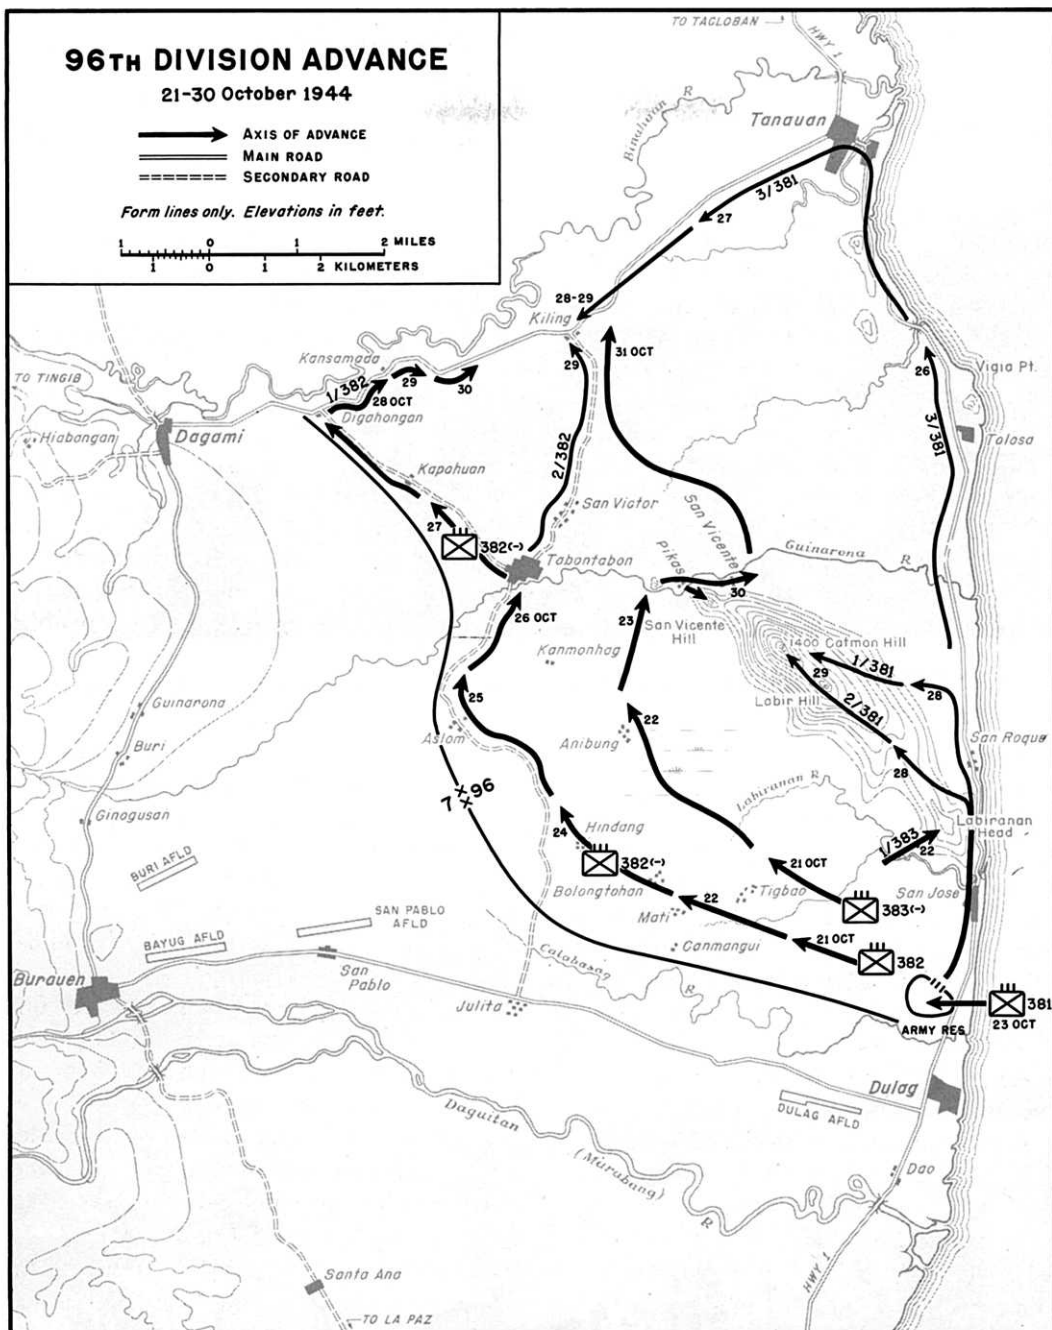 96TH DIVISION ADVANCE
21-30 October 1944
AXIS OF ADVANCE
MAIN ROAD
SECONDARY ROAD
Form lines only. Elevations in feet.
1 0 1 2 MILES
1 0 1 2 KILOMETERS
TO TACLOBAN
HWY 1
Binahaan R
Tanauan
3/381
27
28-29
Kiling
31 OCT
29
Kansamada
1/382
29
30
28 OCT
Digahongan
TO TINGIB
Hiabangan
Dagami
26
Vigia Pt.
3/381
Tolosa
Kapahuan
2/382
San Victor
27
382(-)
Tabontabon
San Vicente
Pikas
Guinarona R
30
26 OCT
23
San Vicente Hill
Kanmonhag
1400 Catmon Hill
1/381
29
28
Labir Hill
2/381
25
Guinarona
Aslom
22
Anibung
San Roque
Buri
28
7 XX 96
Labiranan R
Labiranan Head
Ginagusan
24
Hindang
1/383
22
BURI AFLD
382(-)
21 OCT
Bolongtohan
Tigbao
San Jose
22
383(-)
Mati
SAN PABLO AFLD
BAYUG AFLD
21 OCT
Canmangui
382
Burauen
San Pablo
Calobasag R
Julita
381
23 OCT
ARMY RES
Dulag
DULAG AFLD
Daguitan
(Marabang) R
Dao
HWY 1
Santa Ana
TO LA PAZ